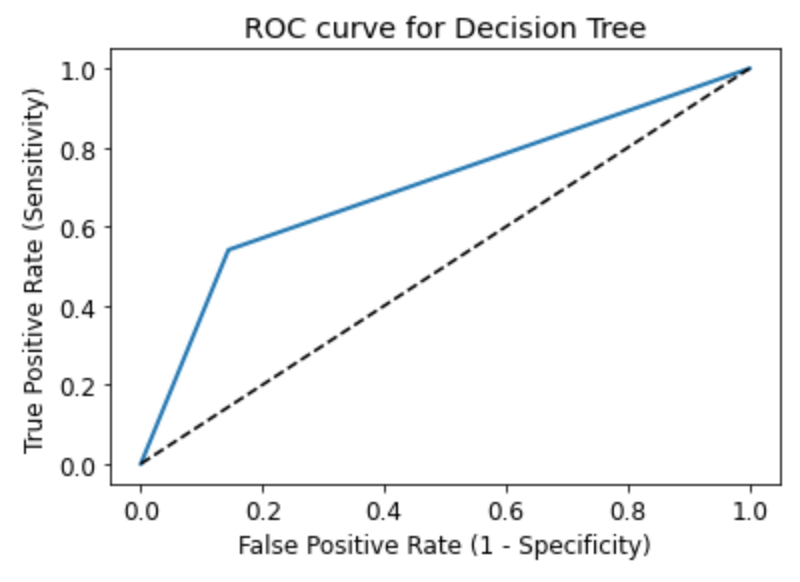 ROC curve for Decision Tree
1.0
0.8
0.6
0.4
0.2
0.0
True Positive Rate (Sensitivity)
0.0 0.2 0.4 0.6 0.8 1.0
False Positive Rate (1 - Specificity)